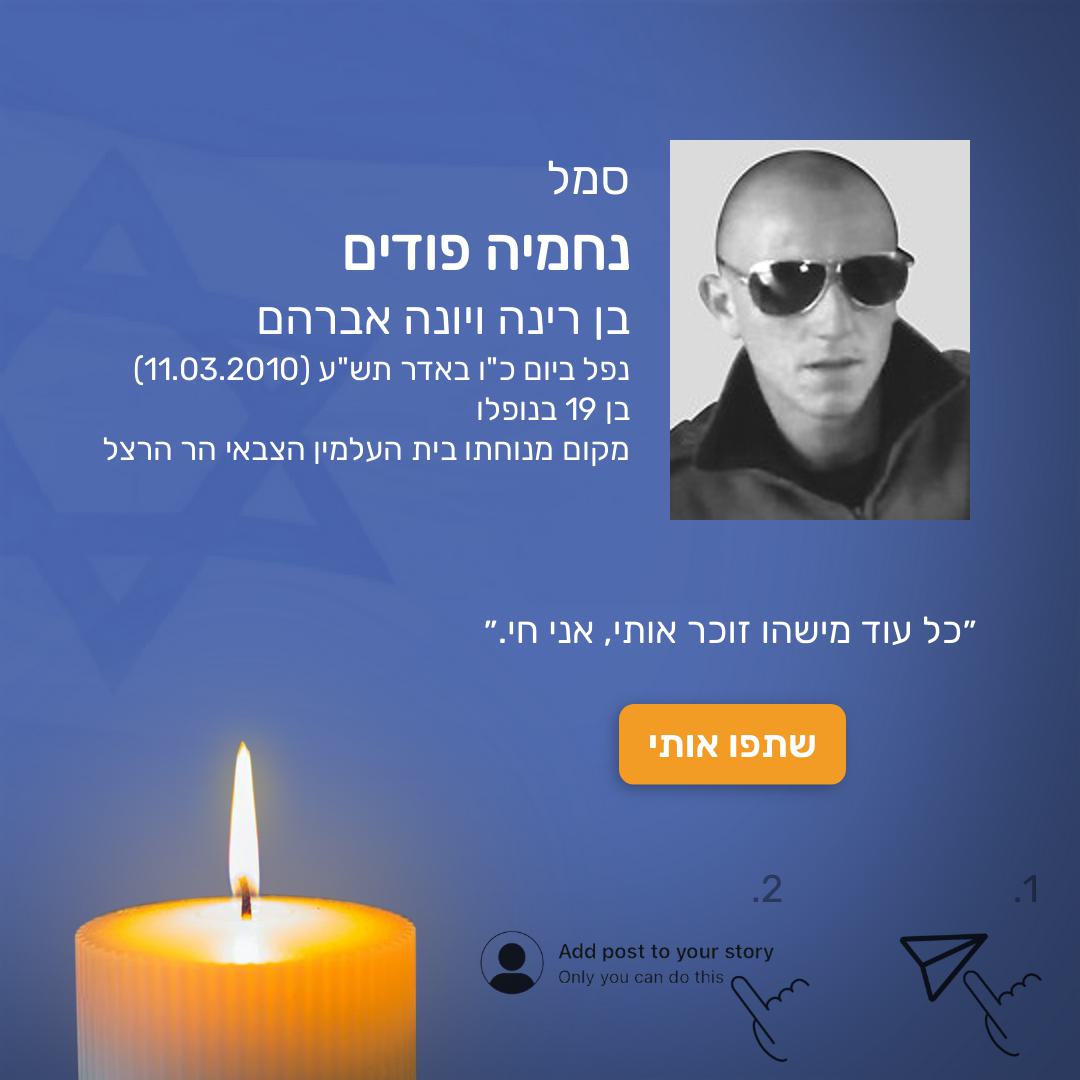 סמל
נחמיה פודים
בן רינה ויונה אברהם
נפל ביום כ"ו באדר תש"ע (11.03.2010)
בן 19 בנופלו
מקום מנוחתו בית העלמין הצבאי הר הרצל
״כל עוד מישהו זוכר אותי, אני חי.״
שתפו אותי
1.
2.
Add post to your story
Only you can do this